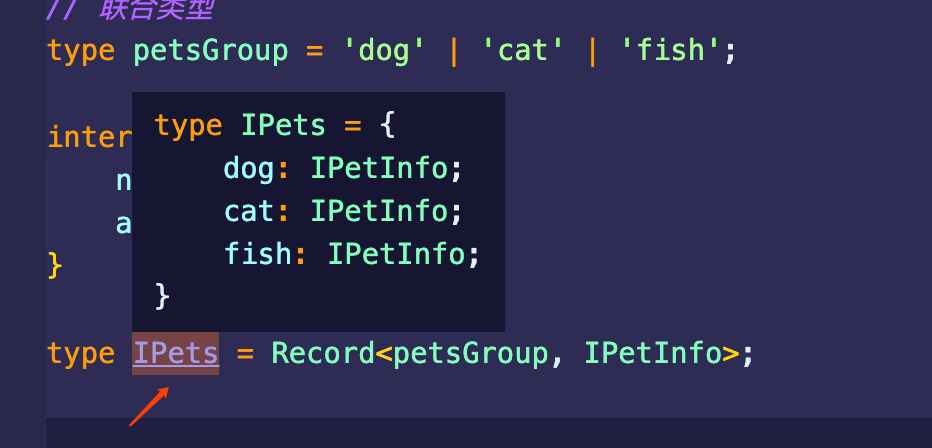 // 联合类型
type petsGroup = 'dog' | 'cat' | 'fish';
type IPets = {
dog: IPetInfo;
cat: IPetInfo;
fish: IPetInfo;
}
inter
n
a
}
type IPets = Record<petsGroup, IPetInfo>;